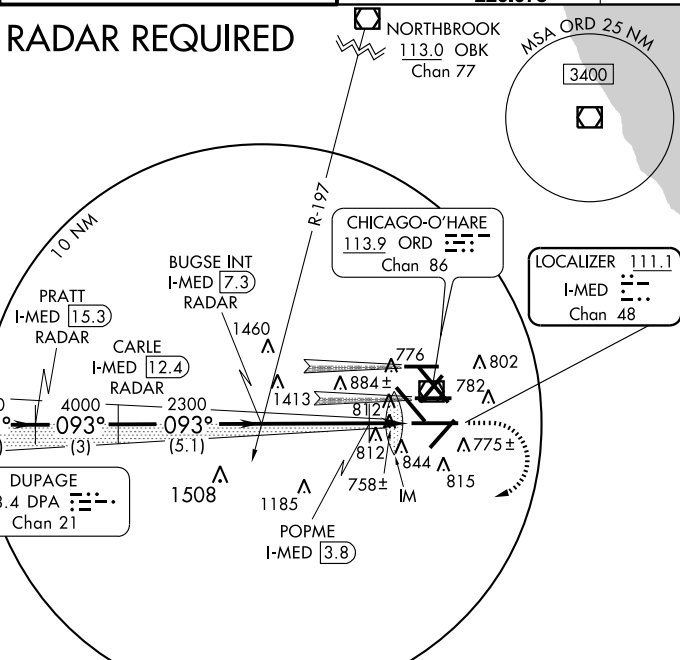 RADAR REQUIRED
NORTHBROOK
113.0 OBK
Chan 77
MSA ORD 25 NM
3400
10 NM
R-197
CHICAGO-O'HARE
113.9 ORD
Chan 86
LOCALIZER 111.1
I-MED
Chan 48
BUGSE INT
I-MED 7.3
RADAR
PRATT
I-MED 15.3
RADAR
CARLE
I-MED 12.4
RADAR
1460
776
802
884±
782
1413
812
4000
2300
093°
093°
(3)
(5.1)
812
844
775±
815
758±
IM
1508
1185
DUPAGE
.4 DPA
Chan 21
POPME
I-MED 3.8